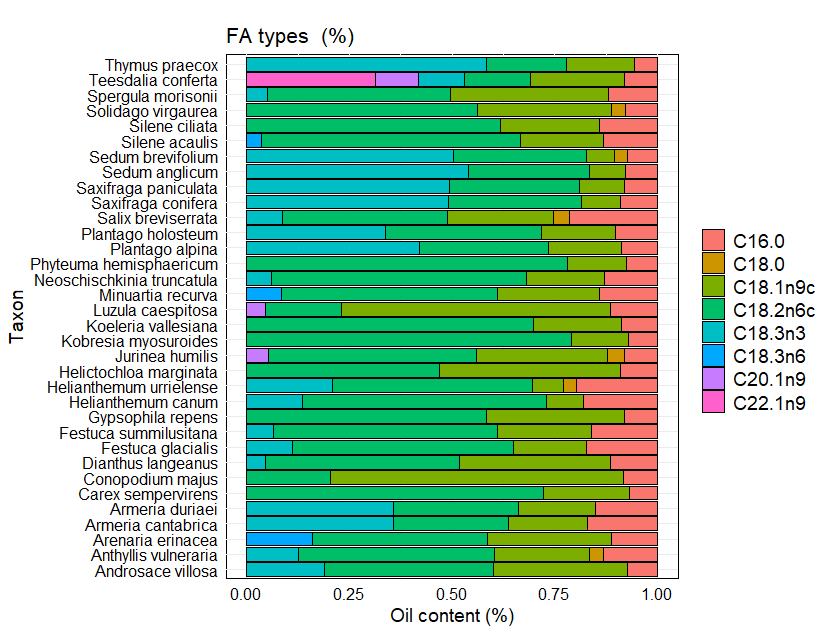 FA types (%)
Taxon
Thymus praecox
Teesdalia conferta
Spergula morisonii
Solidago virgaurea
Silene ciliata
Silene acaulis
Sedum brevifolium
Sedum anglicum
Saxifraga paniculata
Saxifraga conifera
Salix breviserrata
Plantago holosteum
Plantago alpina
Phyteuma hemisphaericum
Neoschischkinia truncatula
Minuartia recurva
Luzula caespitosa
Koeleria vallesiana
Kobresia myosuroides
Jurinea humilis
Helictochloa marginata
Helianthemum urrielense
Helianthemum canum
Gypsophila repens
Festuca summilusitana
Festuca glacialis
Dianthus langeanus
Conopodium majus
Carex sempervirens
Armeria duriaei
Armeria cantabrica
Arenaria erinacea
Anthyllis vulneraria
Androsace villosa
0.00 0.25 0.50 0.75 1.00
Oil content (%)
C16.0
C18.0
C18.1n9c
C18.2n6c
C18.3n3
C18.3n6
C20.1n9
C22.1n9